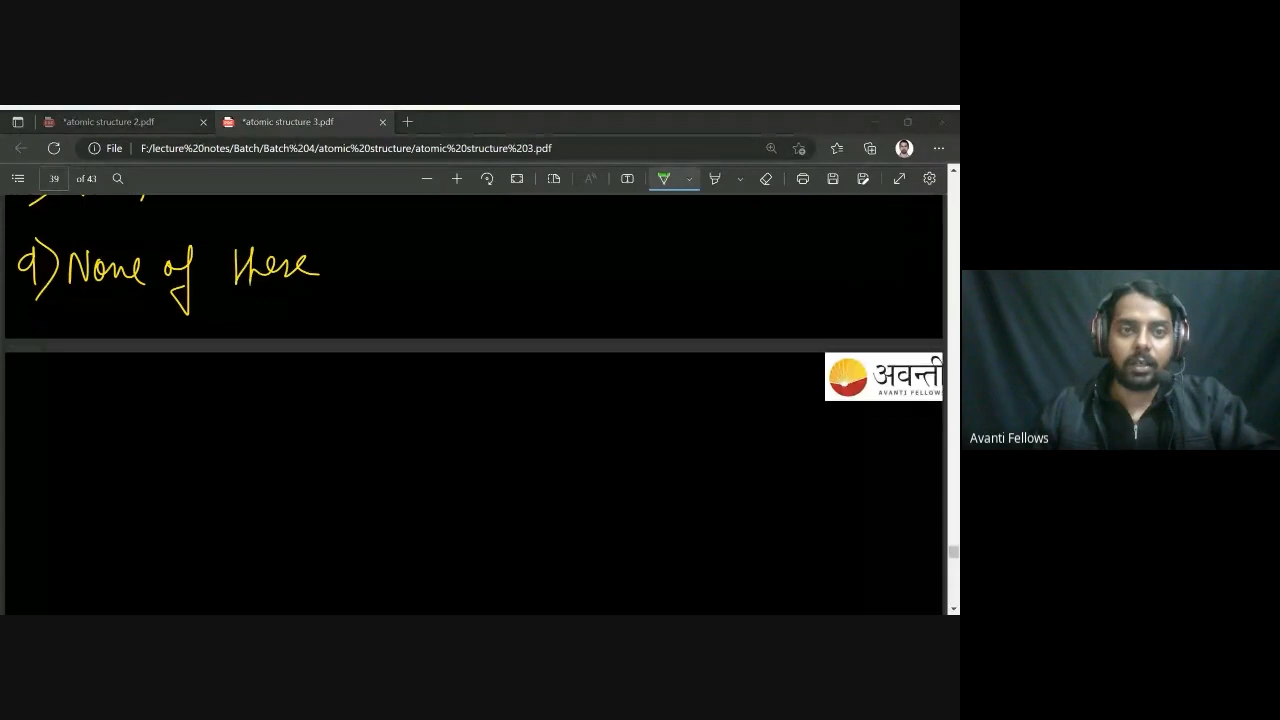 *atomic structure 2.pdf
*atomic structure 3.pdf
File
F:/lecture%20notes/Batch/Batch%204/atomic%20structure/atomic%20structure%203.pdf
39
of 43
d) None of these
अवन्ती
AVANTI FELLOW
Avanti Fellows